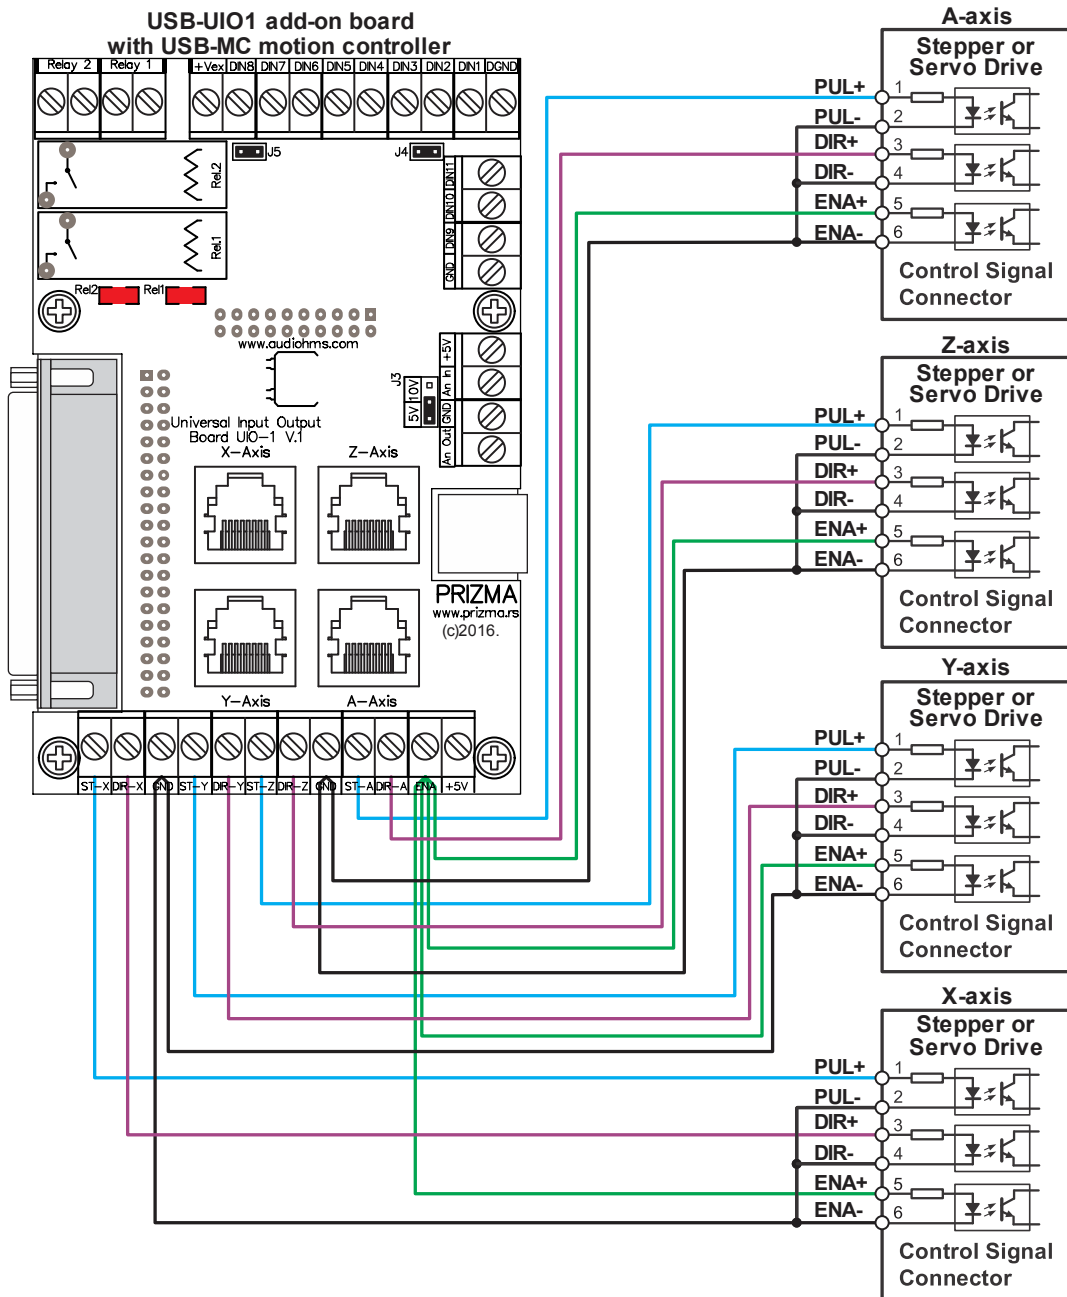 USB-UIO1 add-on board
with USB-MC motion controller
Relay 2 Relay 1 +Vex DIN8 DIN7 DIN6 DIN5 DIN4 DIN3 DIN2 DIN1 DGND
J5
J4
Rel.2
Rel.1
DIN11
DIN10
DIN9
GND
Rel2 Rel1
www.audiohms.com
+5V
An In
GND
An Out
J3
10V
5V
Universal Input Output
Board UIO-1 V.1
X-Axis Z-Axis
PRIZMA
www.prizma.rs
(c)2016.
Y-Axis A-Axis
ST-X DIR-X GND ST-Y DIR-Y ST-Z DIR-Z GND ST-A DIR-A ENA +5V
A-axis
Stepper or
Servo Drive
PUL+ 1
PUL- 2
DIR+ 3
DIR- 4
ENA+ 5
ENA- 6
Control Signal
Connector
Z-axis
Stepper or
Servo Drive
PUL+ 1
PUL- 2
DIR+ 3
DIR- 4
ENA+ 5
ENA- 6
Control Signal
Connector
Y-axis
Stepper or
Servo Drive
PUL+ 1
PUL- 2
DIR+ 3
DIR- 4
ENA+ 5
ENA- 6
Control Signal
Connector
X-axis
Stepper or
Servo Drive
PUL+ 1
PUL- 2
DIR+ 3
DIR- 4
ENA+ 5
ENA- 6
Control Signal
Connector